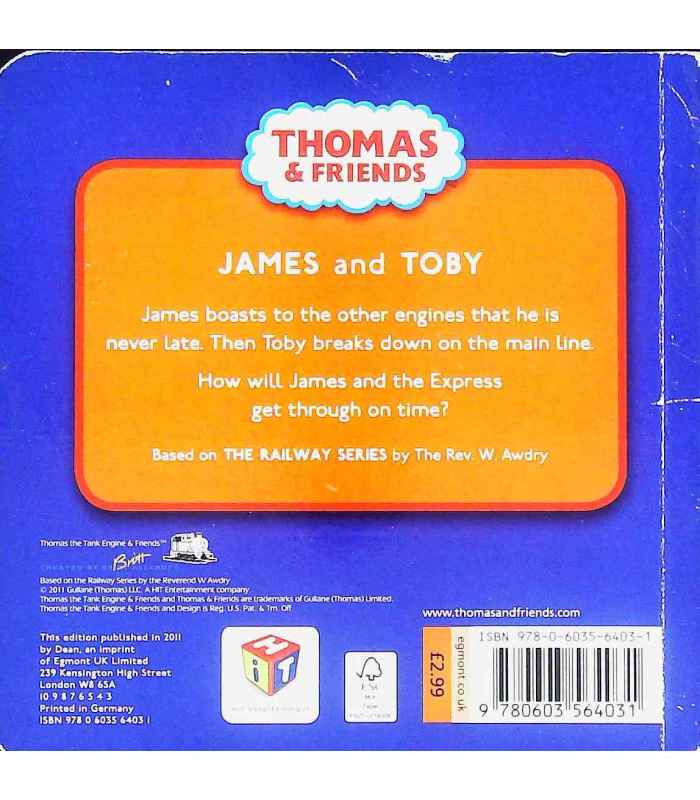 THOMAS
& FRIENDS
JAMES and TOBY
James boasts to the other engines that he is
never late. Then Toby breaks down on the main line.
How will James and the Express
get through on time?
Based on THE RAILWAY SERIES by The Rev. W. Awdry
Thomas the Tank Engine & Friends™
CREATED BY
Britt
Based on the Railway Series by the Reverend W Awdry
© 2011 Gullane (Thomas) LLC. A HIT Entertainment company.
Thomas the Tank Engine & Friends and Thomas & Friends are trademarks of Gullane (Thomas) Limited.
Thomas the Tank Engine & Friends and Design is Reg. U.S. Pat. & Tm. Off.
www.thomasandfriends.com
This edition published in 2011
by Dean, an imprint
of Egmont UK Limited
239 Kensington High Street
London W8 6SA
10 9 8 7 6 5 4 3
Printed in Germany
ISBN 978 0 6035 6403 1
HiT
FSC
£2.99
egmont.co.uk
ISBN 978-0-6035-6403-1
9 780603 564031